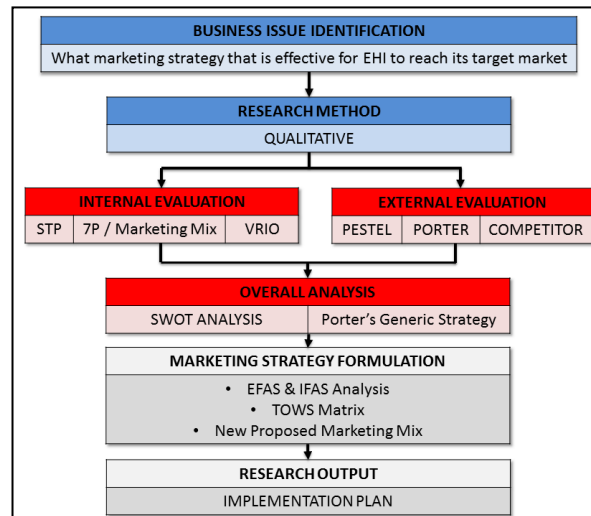 BUSINESS ISSUE IDENTIFICATION
What marketing strategy that is effective for EHI to reach its target market
RESEARCH METHOD
QUALITATIVE
INTERNAL EVALUATION
STP
7P / Marketing Mix
VRIO
EXTERNAL EVALUATION
PESTEL
PORTER
COMPETITOR
OVERALL ANALYSIS
SWOT ANALYSIS
Porter's Generic Strategy
MARKETING STRATEGY FORMULATION
• EFAS & IFAS Analysis
• TOWS Matrix
• New Proposed Marketing Mix
RESEARCH OUTPUT
IMPLEMENTATION PLAN